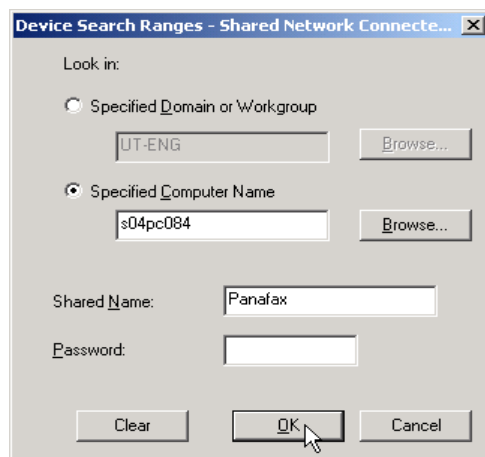 Device Search Ranges - Shared Network Connecte...
Look in:
Specified Domain or Workgroup
UT-ENG Browse...
Specified Computer Name
s04pc084 Browse...
Shared Name: Panafax
Password:
Clear OK Cancel